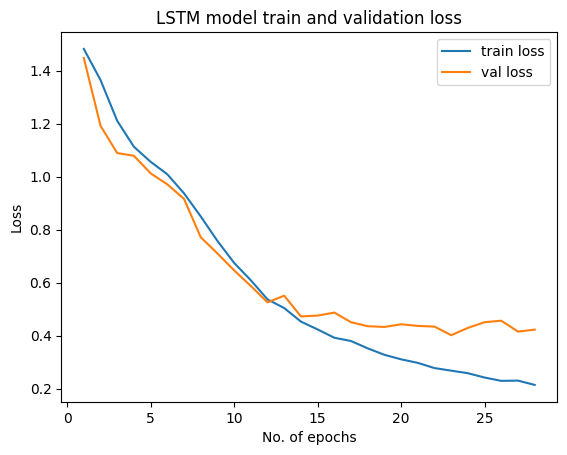 LSTM model train and validation loss
train loss
val loss
1.4
1.2
1.0
0.8
0.6
0.4
0.2
Loss
0 5 10 15 20 25
No. of epochs